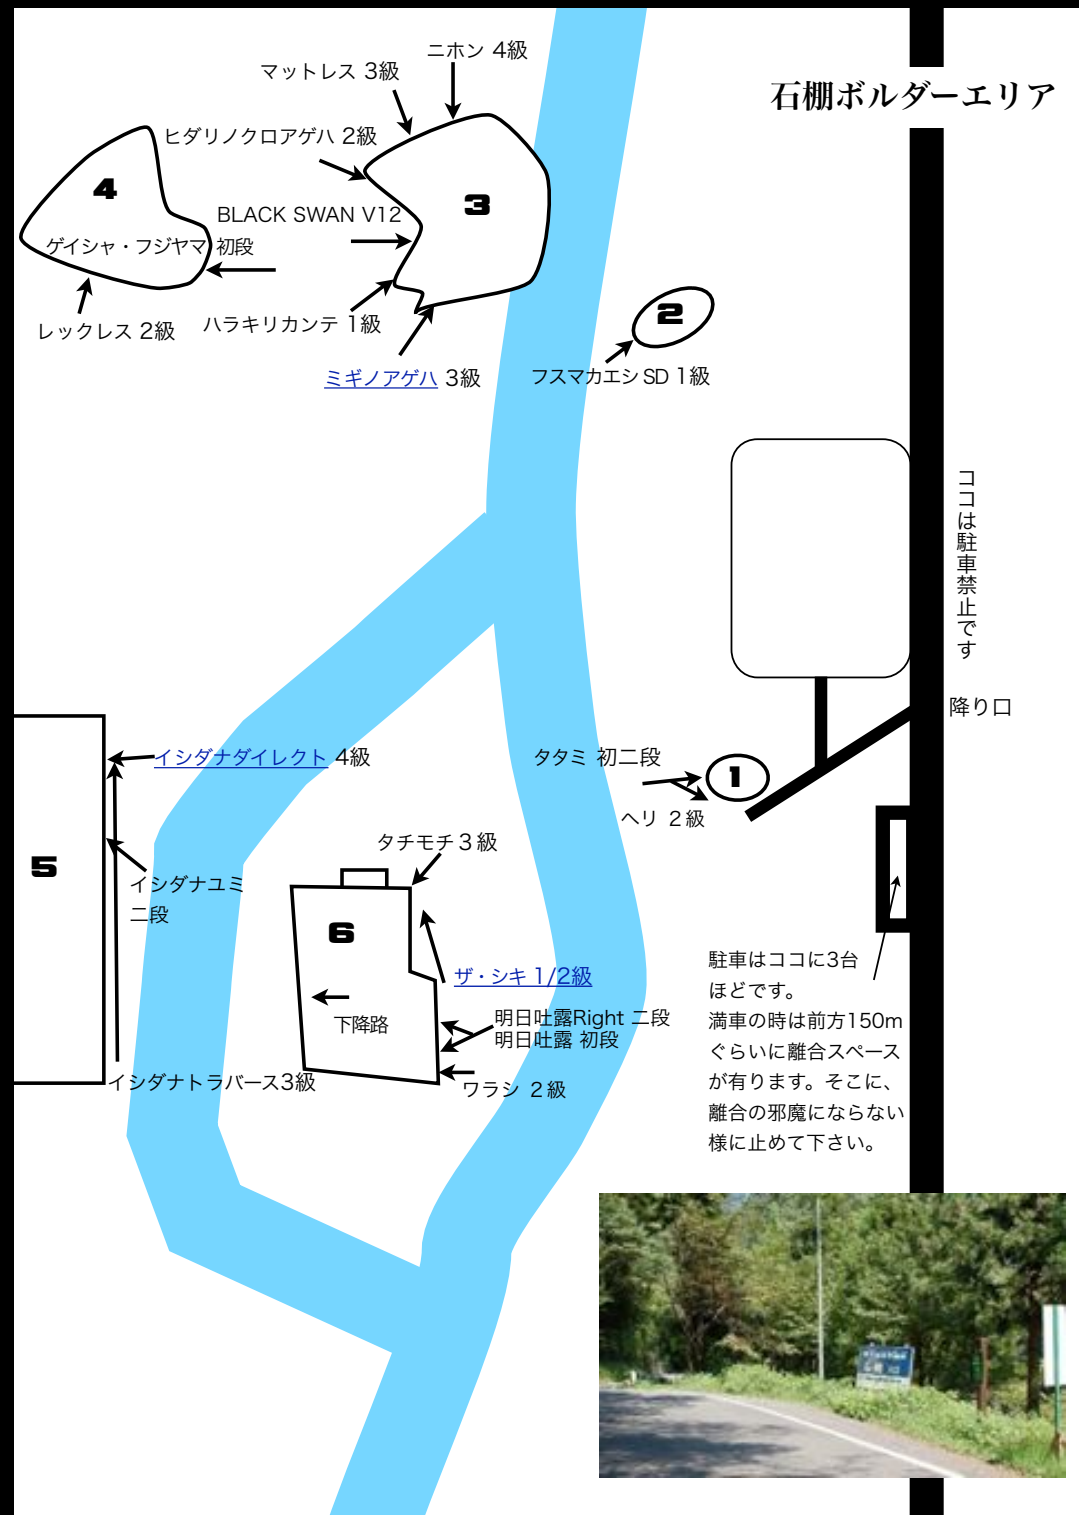 石棚ボルダーエリア
ニホン 4級
マットレス 3級
ヒダリノクロアゲハ 2級
4
3
BLACK SWAN V12
ゲイシャ・フジヤマ 初段
レックレス 2級
ハラキリカンテ 1級
ミギノアゲハ 3級
2
フスマカエシ SD 1級
ココは駐車禁止です
降り口
イシダナダイレクト 4級
タタミ 初二段
1
ヘリ 2級
タチモチ3級
5
イシダナユミ
二段
6
ザ・シキ 1/2級
下降路
明日吐露Right 二段
明日吐露 初段
ワラシ 2級
イシダナトラバース3級
駐車はココに3台
ほどです。
満車の時は前方150m
ぐらいに離合スペース
が有ります。そこに、
離合の邪魔にならない
様に止めて下さい。